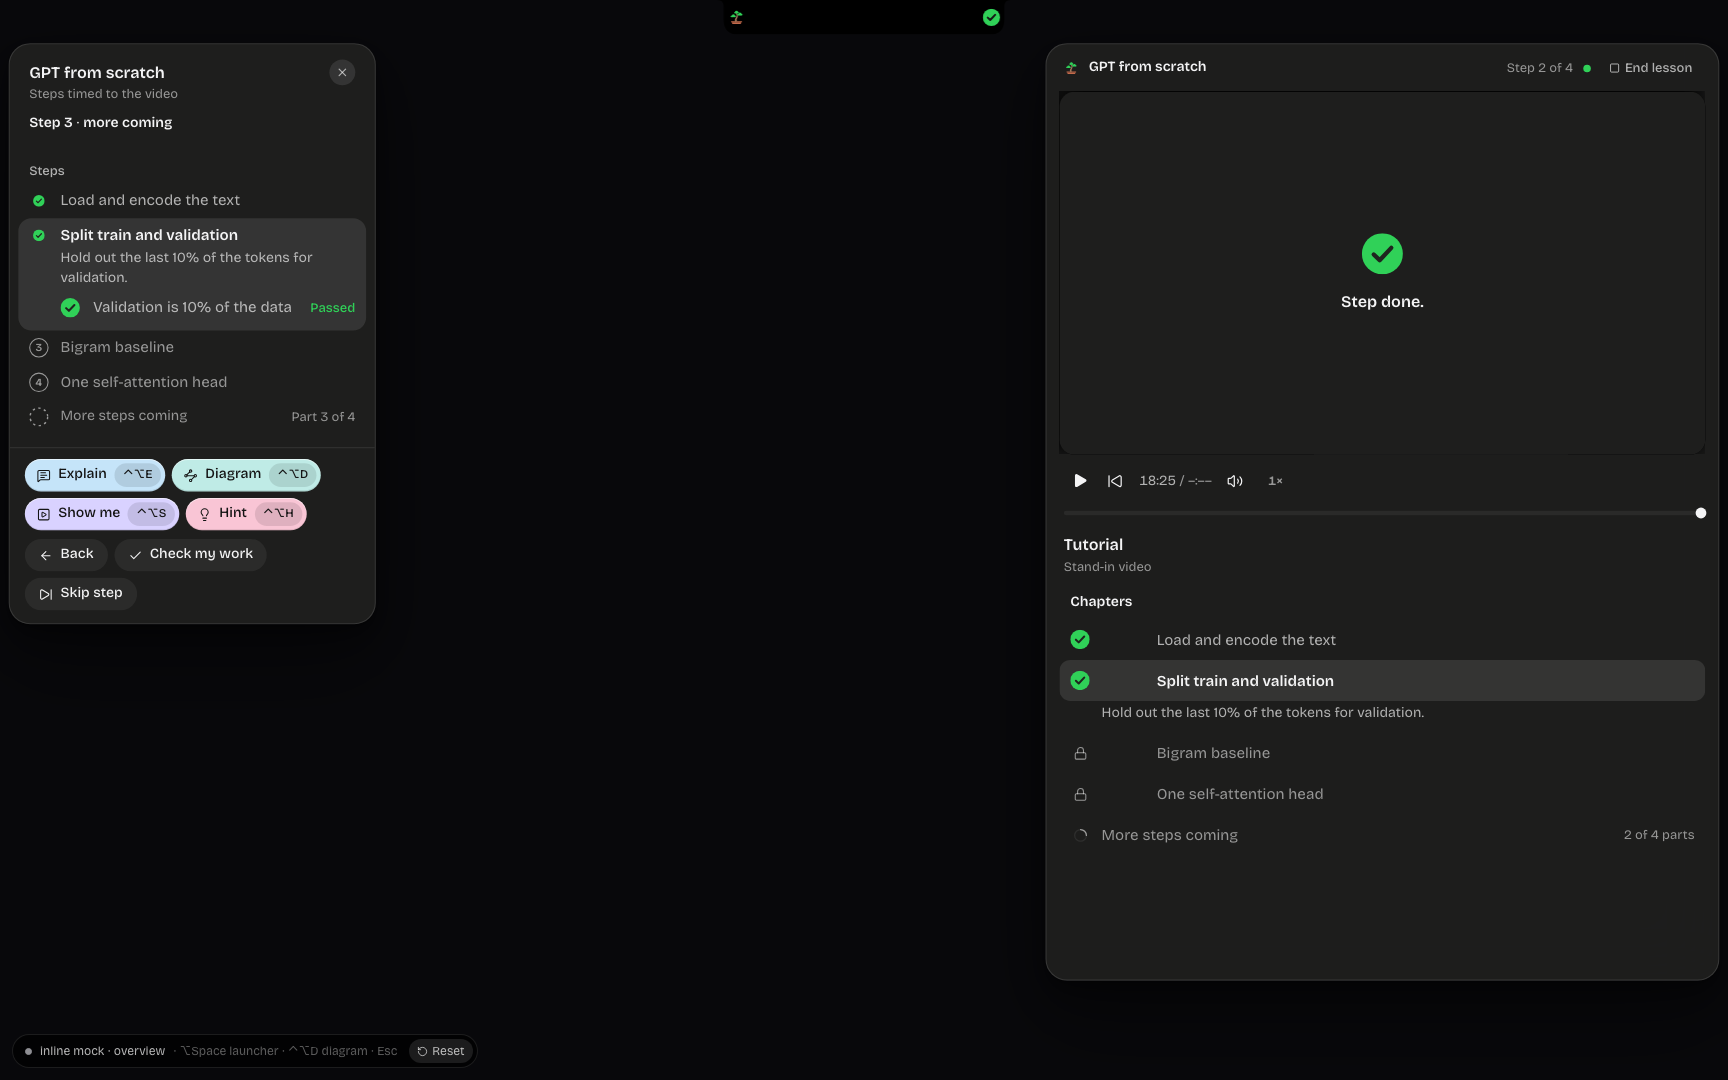 GPT from scratch
Steps timed to the video
Step 3 · more coming
Steps
Load and encode the text
Split train and validation
Hold out the last 10% of the tokens for
validation.
Validation is 10% of the data Passed
3 Bigram baseline
4 One self-attention head
More steps coming Part 3 of 4
Explain ^⌥E Diagram ^⌥D
Show me ^⌥S Hint ^⌥H
Back Check my work
Skip step
GPT from scratch Step 2 of 4 End lesson
Step done.
18:25 / –:–– 1×
Tutorial
Stand-in video
Chapters
Load and encode the text
Split train and validation
Hold out the last 10% of the tokens for validation.
Bigram baseline
One self-attention head
More steps coming 2 of 4 parts
inline mock · overview · ⌥Space launcher · ^⌥D diagram · Esc Reset